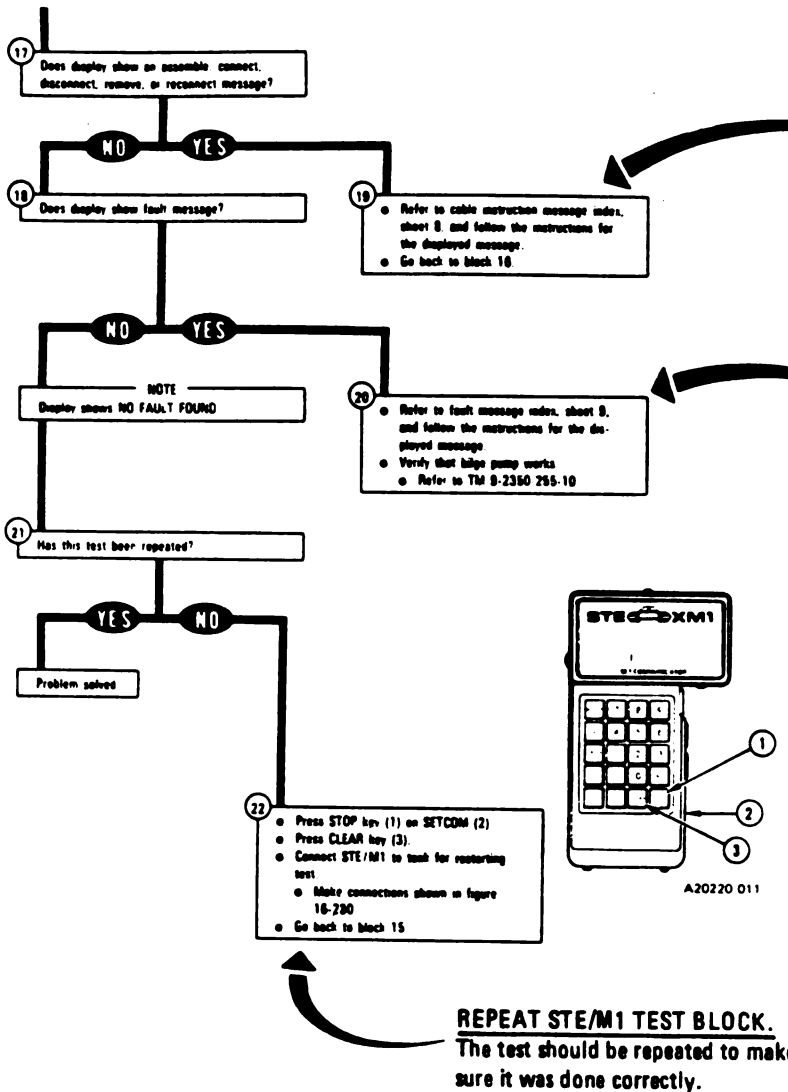 17
Does display show an assemble, connect,
disconnect, remove, or reconnect message?
NO YES
18
Does display show fault message?
19
● Refer to cable instruction message index,
sheet 8, and follow the instructions for
the displayed message.
● Go back to block 16.
NO YES
NOTE
Display shows NO FAULT FOUND
20
● Refer to fault message index, sheet 9,
and follow the instructions for the dis-
played message.
● Verify that bilge pump works
● Refer to TM 9-2350-255-10
21
Has this test been repeated?
YES NO
Problem solved
STE XM1
1
2
3
A20220 011
22
● Press STOP key (1) on SETCOM (2)
● Press CLEAR key (3).
● Connect STE/M1 to tank for restarting
test
● Make connections shown in figure
16-280
● Go back to block 15
REPEAT STE/M1 TEST BLOCK.
The test should be repeated to make
sure it was done correctly.